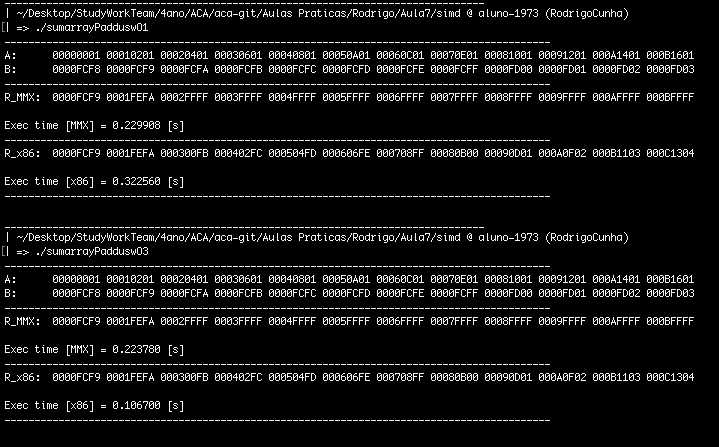 -----------------------------------------------------------------------------
| ~/Desktop/StudyWorkTeam/4ano/ACA/aca-git/Aulas Praticas/Rodrigo/Aula7/simd @ aluno-1973 (RodrigoCunha)
| => ./sumarrayPadduswO1
-----------------------------------------------------------------------------
A: 00000001 00010201 00020401 00030601 00040801 00050A01 00060C01 00070E01 00081001 00091201 000A1401 000B1601
B: 0000FCF8 0000FCF9 0000FCFA 0000FCFB 0000FCFC 0000FCFD 0000FCFE 0000FCFF 0000FD00 0000FD01 0000FD02 0000FD03
-----------------------------------------------------------------------------
R_MMX: 0000FCF9 0001FEFA 0002FFFF 0003FFFF 0004FFFF 0005FFFF 0006FFFF 0007FFFF 0008FFFF 0009FFFF 000AFFFF 000BFFFF
Exec time [MMX] = 0.229908 [s]
-----------------------------------------------------------------------------
R_x86: 0000FCF9 0001FEFA 000300FB 000402FC 000504FD 000606FE 000708FF 00080B00 00090D01 000A0F02 000B1103 000C1304
Exec time [x86] = 0.322560 [s]
-----------------------------------------------------------------------------
-----------------------------------------------------------------------------
| ~/Desktop/StudyWorkTeam/4ano/ACA/aca-git/Aulas Praticas/Rodrigo/Aula7/simd @ aluno-1973 (RodrigoCunha)
| => ./sumarrayPadduswO3
-----------------------------------------------------------------------------
A: 00000001 00010201 00020401 00030601 00040801 00050A01 00060C01 00070E01 00081001 00091201 000A1401 000B1601
B: 0000FCF8 0000FCF9 0000FCFA 0000FCFB 0000FCFC 0000FCFD 0000FCFE 0000FCFF 0000FD00 0000FD01 0000FD02 0000FD03
-----------------------------------------------------------------------------
R_MMX: 0000FCF9 0001FEFA 0002FFFF 0003FFFF 0004FFFF 0005FFFF 0006FFFF 0007FFFF 0008FFFF 0009FFFF 000AFFFF 000BFFFF
Exec time [MMX] = 0.223780 [s]
-----------------------------------------------------------------------------
R_x86: 0000FCF9 0001FEFA 000300FB 000402FC 000504FD 000606FE 000708FF 00080B00 00090D01 000A0F02 000B1103 000C1304
Exec time [x86] = 0.106700 [s]
-----------------------------------------------------------------------------